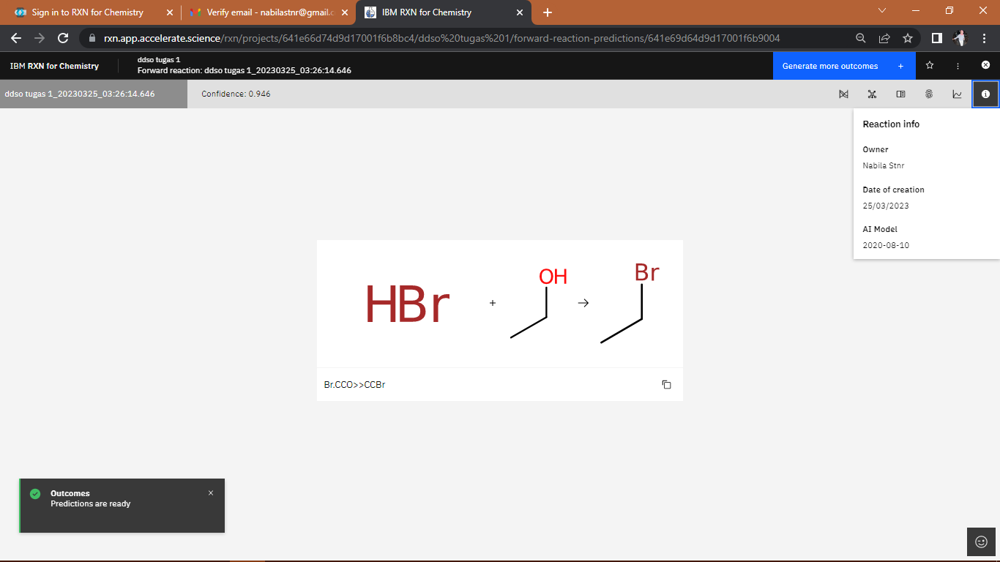 Sign in to RXN for Chemistry
Verify email - nabilastnr@gmail.c
IBM RXN for Chemistry
rxn.app.accelerate.science/rxn/projects/641e66d74d9d17001f6b8bc4/ddso%20tugas%201/forward-reaction-predictions/641e69d64d9d17001f6b9004
IBM RXN for Chemistry
ddso tugas 1
Forward reaction: ddso tugas 1_20230325_03:26:14.646
Generate more outcomes +
ddso tugas 1_20230325_03:26:14.646
Confidence: 0.946
Reaction info
Owner
Nabila Stnr
Date of creation
25/03/2023
AI Model
2020-08-10
HBr
+
OH
→
Br
Br.CCO>>CCBr
Outcomes
Predictions are ready